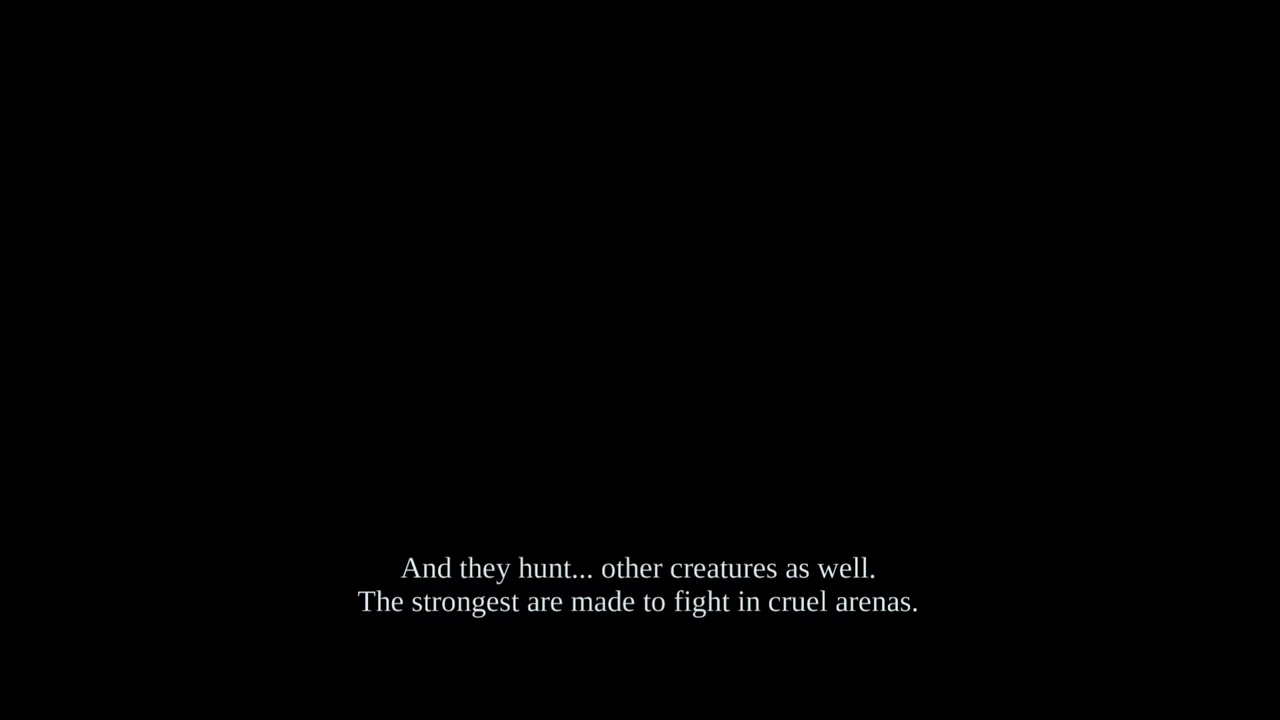 And they hunt... other creatures as well.
The strongest are made to fight in cruel arenas.